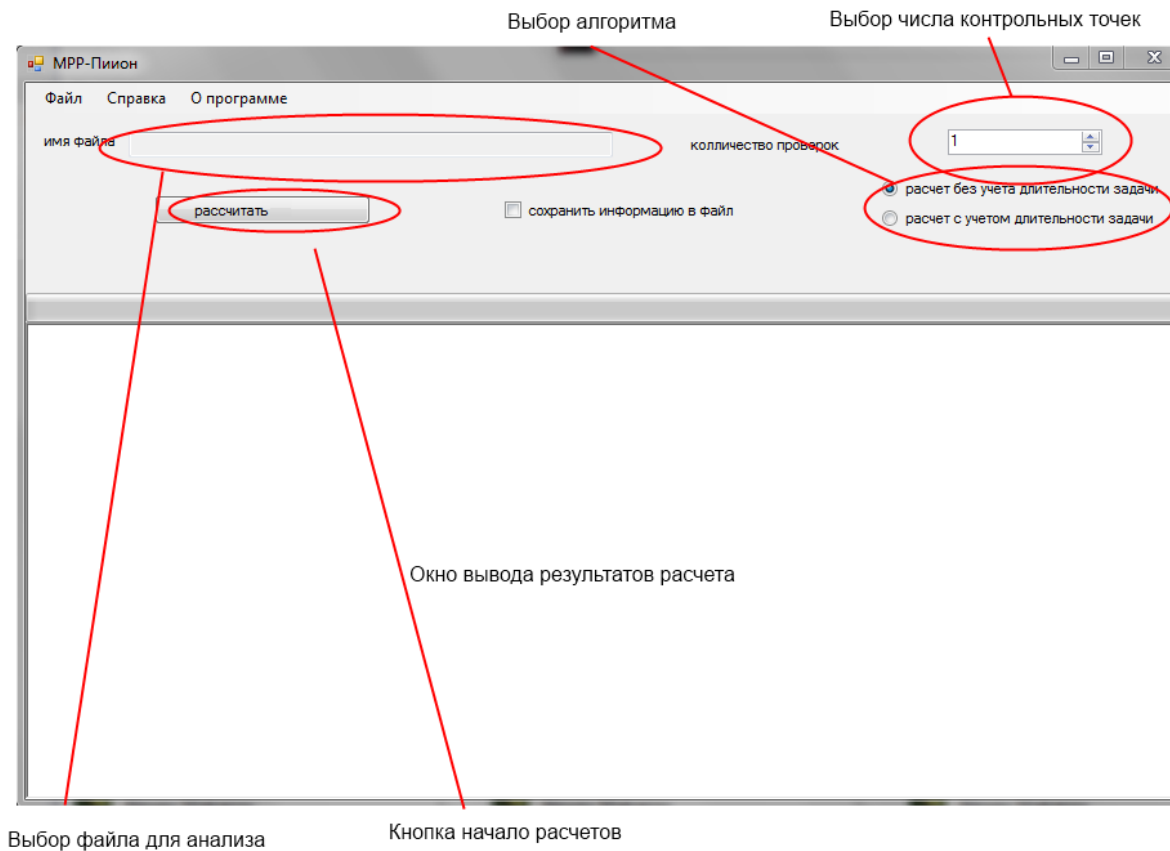 Выбор алгоритма
Выбор числа контрольных точек
МРР-Пиион
Файл Справка О программе
имя файла
колличество проверок
1
расчет без учета длительности задачи
рассчитать
сохранить информацию в файл
расчет с учетом длительности задачи
Окно вывода результатов расчета
Выбор файла для анализа
Кнопка начало расчетов